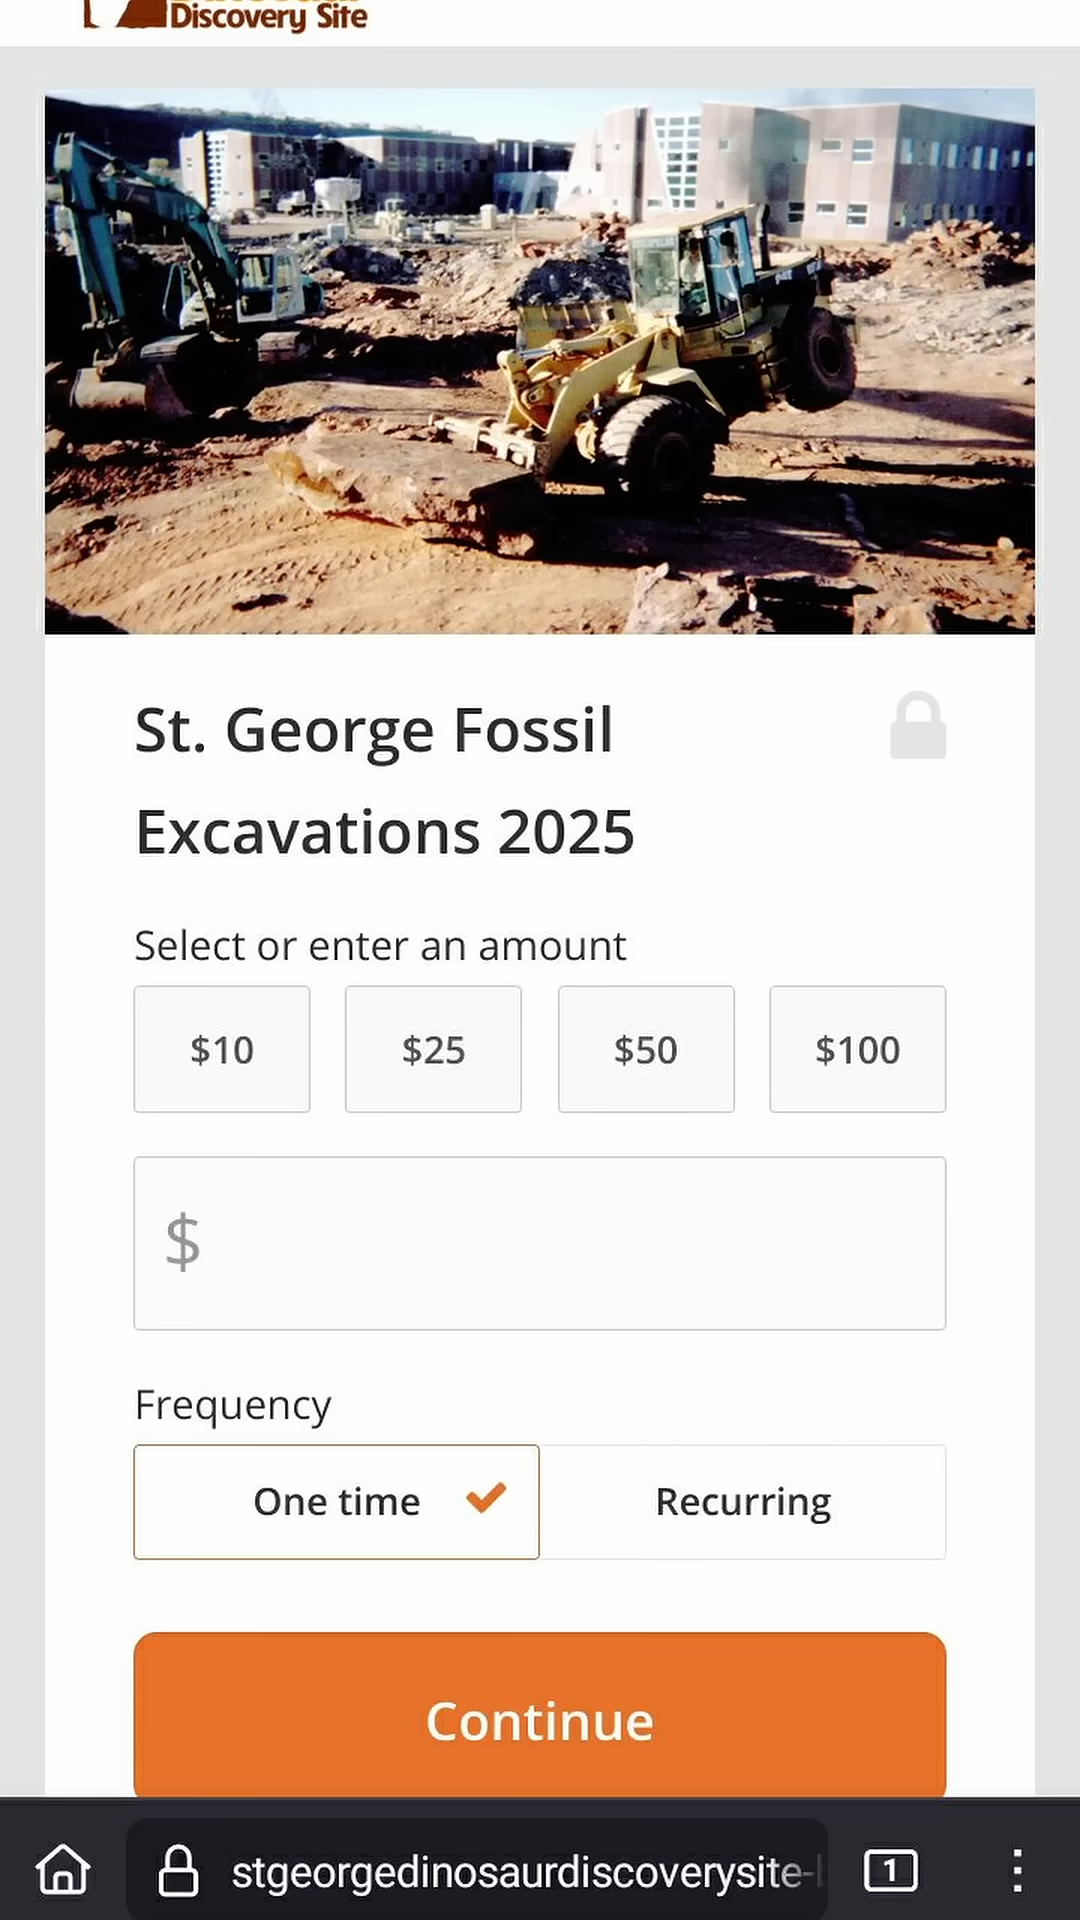 Discovery Site
St. George Fossil
Excavations 2025
Select or enter an amount
$10 $25 $50 $100
$
Frequency
One time Recurring
Continue
stgeorgedinosaurdiscoverysite-
1